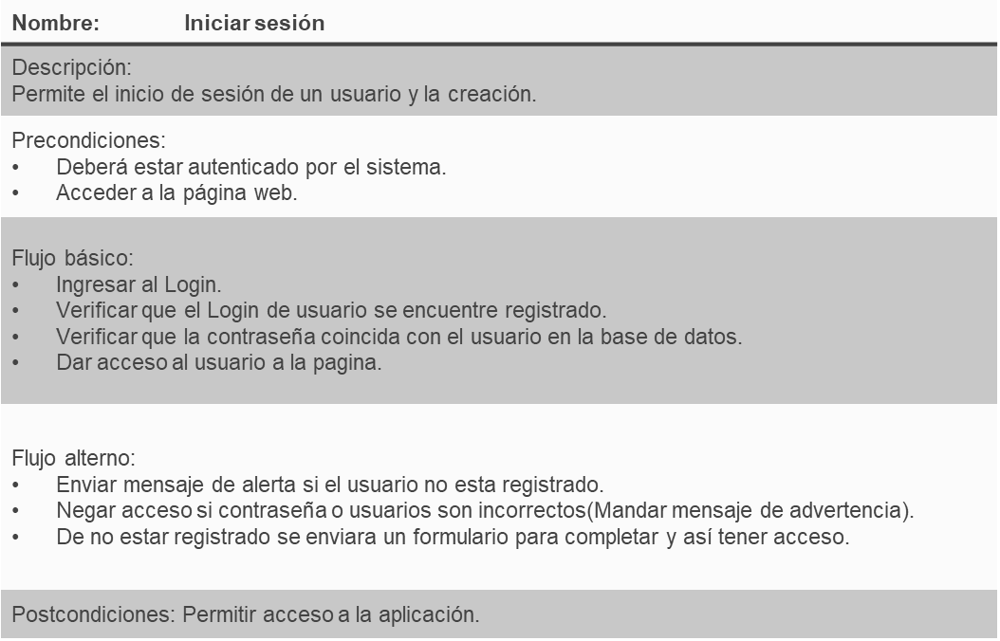 Nombre: Iniciar sesión
Descripción:
Permite el inicio de sesión de un usuario y la creación.
Precondiciones:
• Deberá estar autenticado por el sistema.
• Acceder a la página web.
Flujo básico:
• Ingresar al Login.
• Verificar que el Login de usuario se encuentre registrado.
• Verificar que la contraseña coincida con el usuario en la base de datos.
• Dar acceso al usuario a la pagina.
Flujo alterno:
• Enviar mensaje de alerta si el usuario no esta registrado.
• Negar acceso si contraseña o usuarios son incorrectos(Mandar mensaje de advertencia).
• De no estar registrado se enviara un formulario para completar y así tener acceso.
Postcondiciones: Permitir acceso a la aplicación.